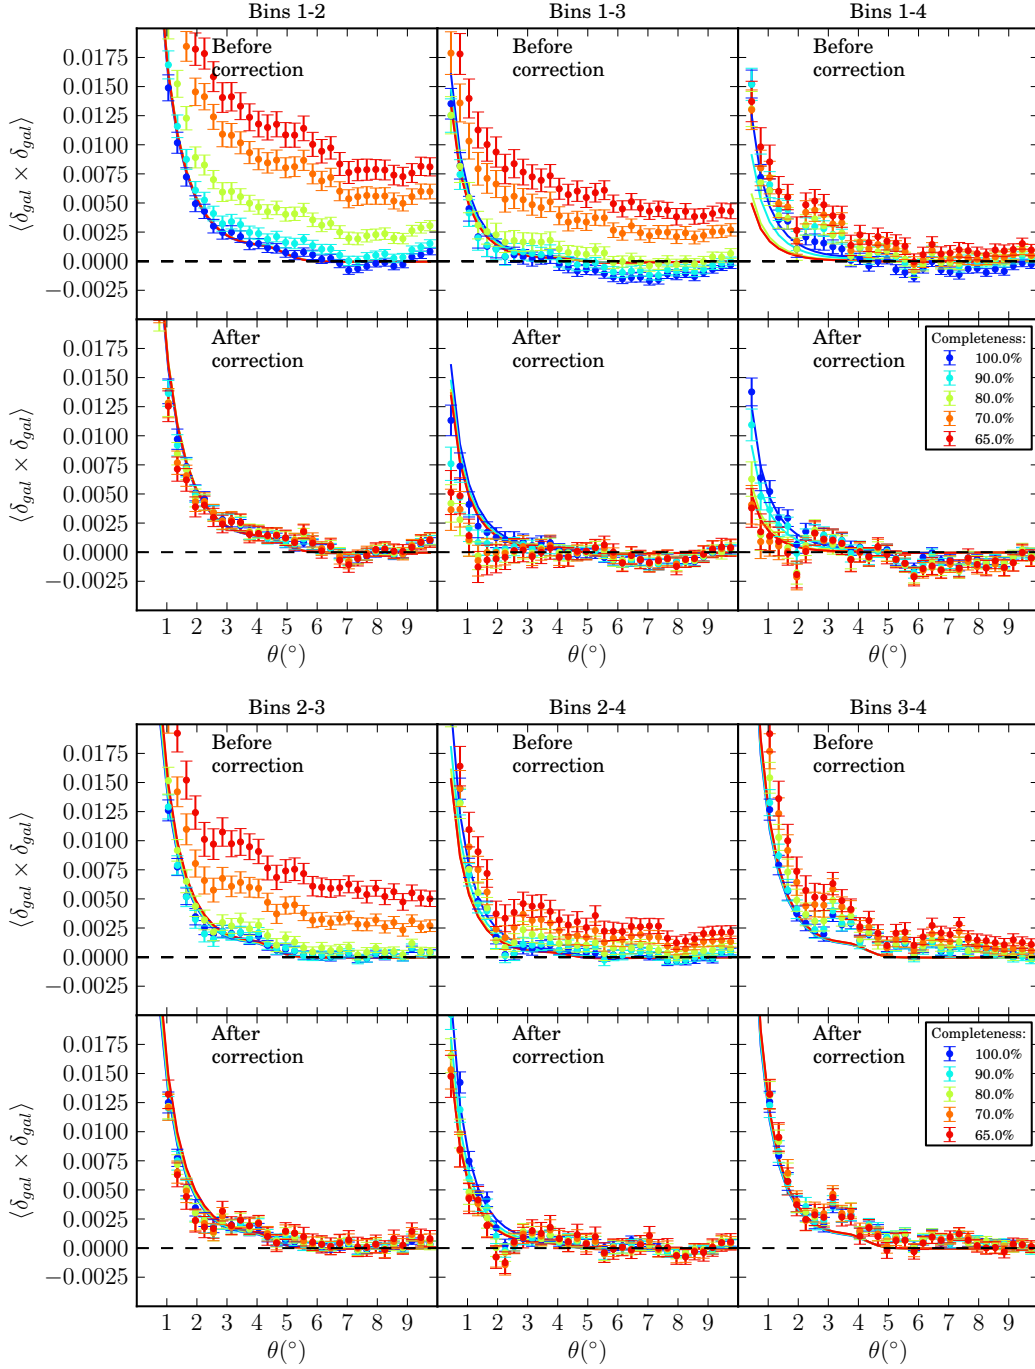 Bins 1-2 Bins 1-3 Bins 1-4
Before correction
Before correction
Before correction
0.0175
0.0150
0.0125
0.0100
0.0075
0.0050
0.0025
0.0000
−0.0025
⟨δgal × δgal⟩
After correction
After correction
After correction
Completeness:
100.0%
90.0%
80.0%
70.0%
65.0%
0.0175
0.0150
0.0125
0.0100
0.0075
0.0050
0.0025
0.0000
−0.0025
⟨δgal × δgal⟩
1 2 3 4 5 6 7 8 9 1 2 3 4 5 6 7 8 9 1 2 3 4 5 6 7 8 9
θ(°) θ(°) θ(°)
Bins 2-3 Bins 2-4 Bins 3-4
Before correction
Before correction
Before correction
0.0175
0.0150
0.0125
0.0100
0.0075
0.0050
0.0025
0.0000
−0.0025
⟨δgal × δgal⟩
After correction
After correction
After correction
Completeness:
100.0%
90.0%
80.0%
70.0%
65.0%
0.0175
0.0150
0.0125
0.0100
0.0075
0.0050
0.0025
0.0000
−0.0025
⟨δgal × δgal⟩
1 2 3 4 5 6 7 8 9 1 2 3 4 5 6 7 8 9 1 2 3 4 5 6 7 8 9
θ(°) θ(°) θ(°)